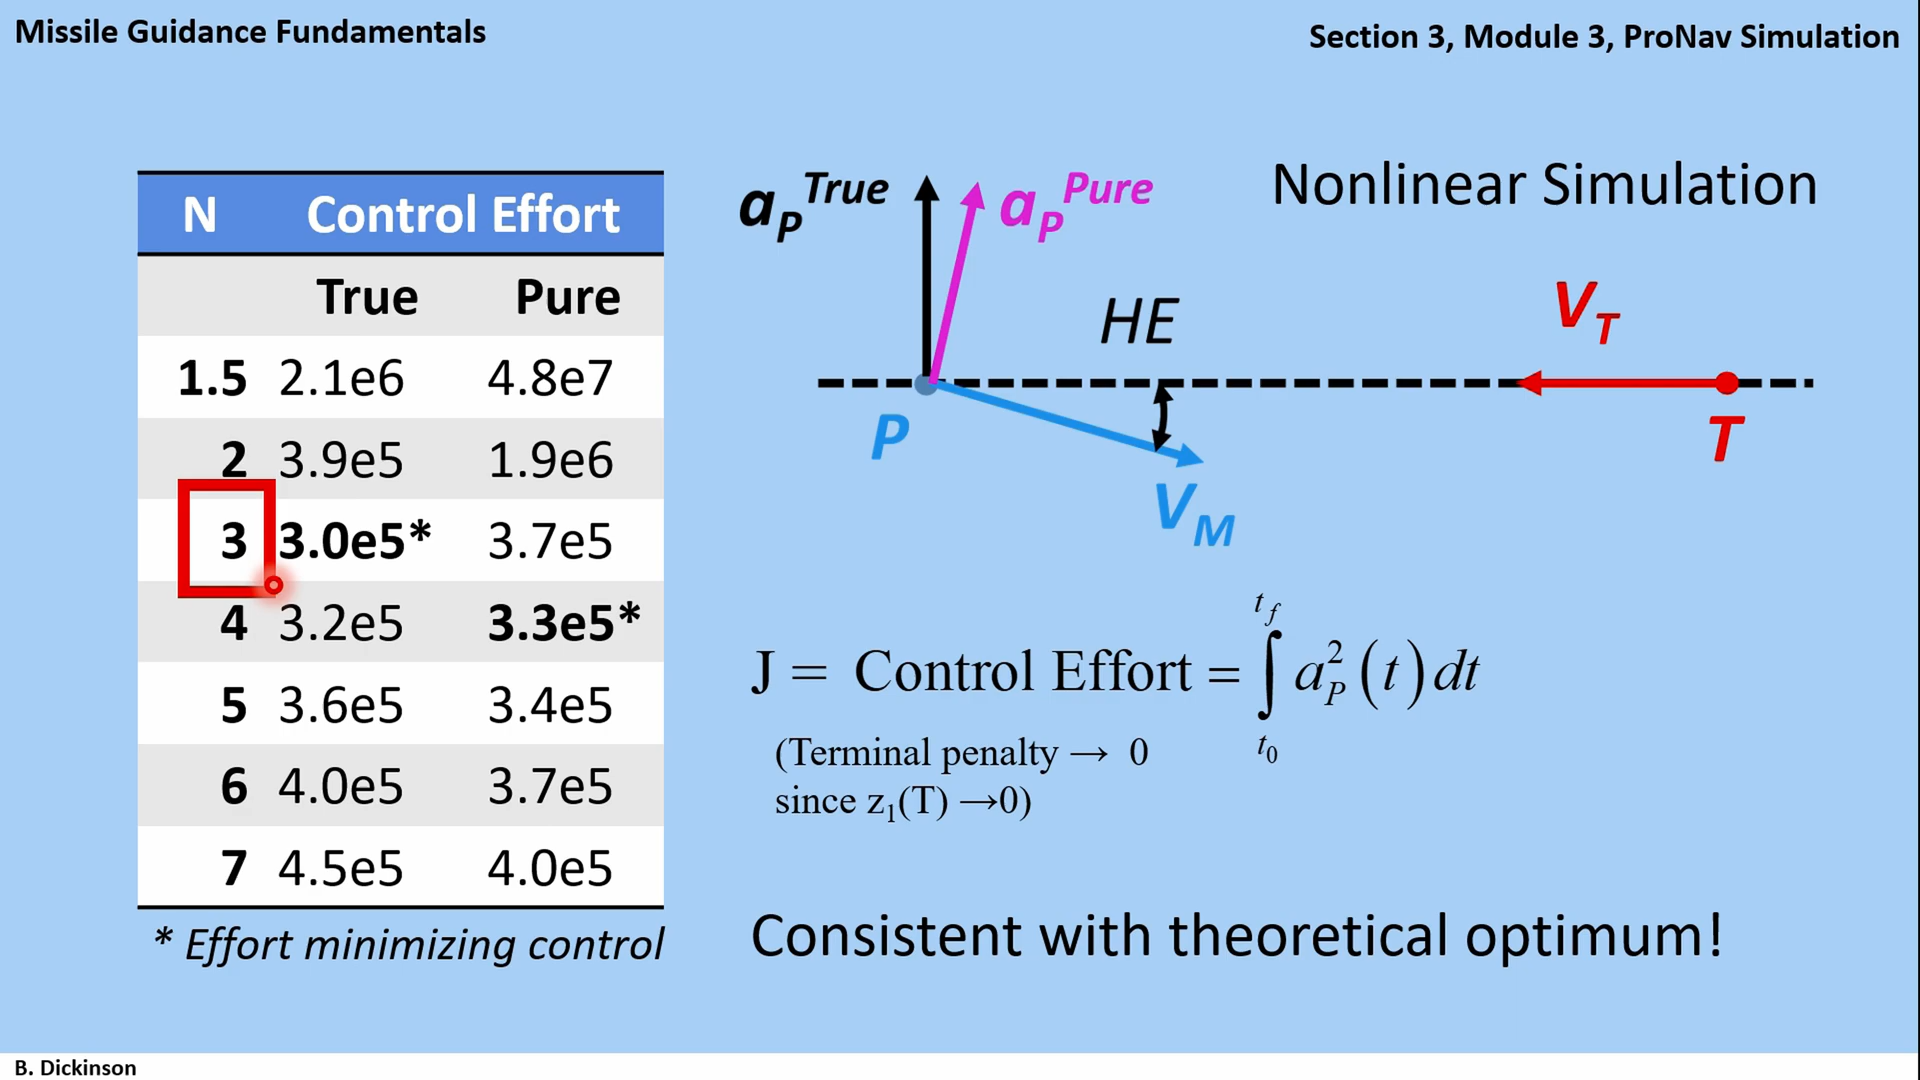 Missile Guidance Fundamentals
Section 3, Module 3, ProNav Simulation
N Control Effort
True Pure
1.5 2.1e6 4.8e7
2 3.9e5 1.9e6
3 3.0e5* 3.7e5
4 3.2e5 3.3e5*
5 3.6e5 3.4e5
6 4.0e5 3.7e5
7 4.5e5 4.0e5
* Effort minimizing control
a_P^True a_P^Pure
Nonlinear Simulation
HE
V_T
P
T
V_M
J = Control Effort = ∫_{t_0}^{t_f} a_P^2 (t) dt
(Terminal penalty → 0
since z₁(T) →0)
Consistent with theoretical optimum!
B. Dickinson